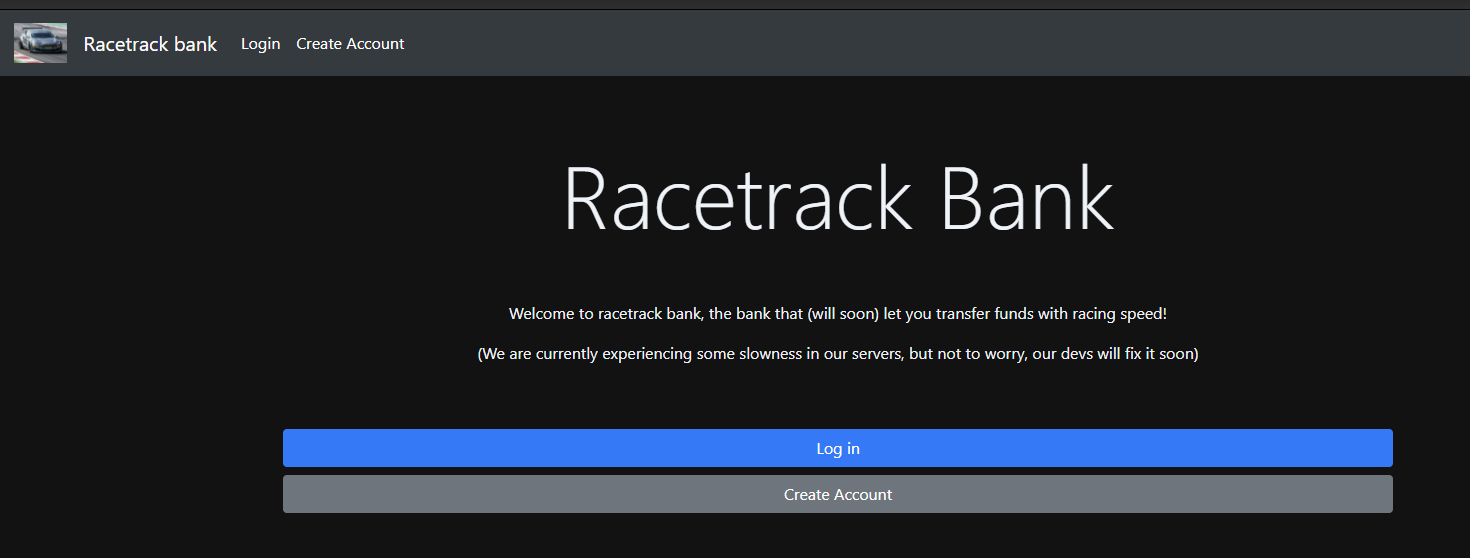 Racetrack bank Login Create Account
Racetrack Bank
Welcome to racetrack bank, the bank that (will soon) let you transfer funds with racing speed!
(We are currently experiencing some slowness in our servers, but not to worry, our devs will fix it soon)
Log in
Create Account